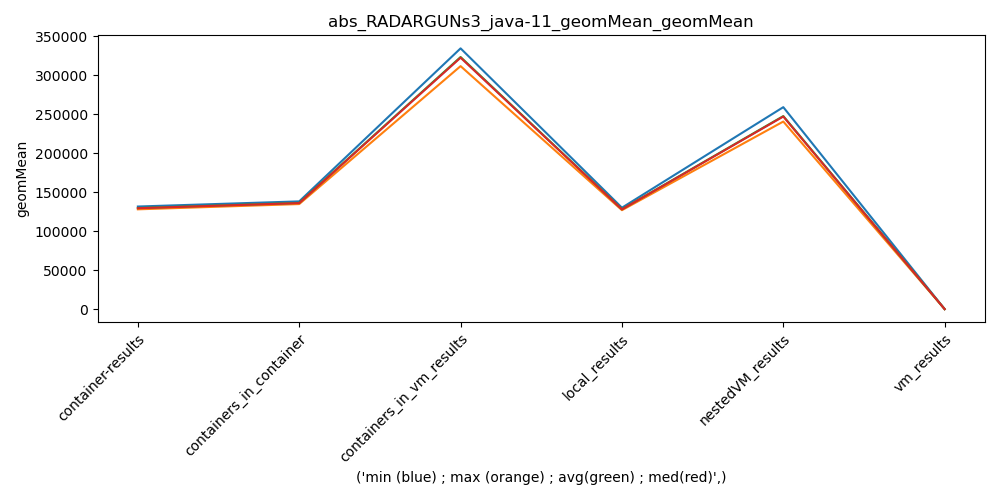 abs_RADARGUNs3_java-11_geomMean_geomMean
geomMean
350000
300000
250000
200000
150000
100000
50000
0
container-results
containers_in_container
containers_in_vm_results
local_results
nestedVM_results
vm_results
('min (blue) ; max (orange) ; avg(green) ; med(red)',)